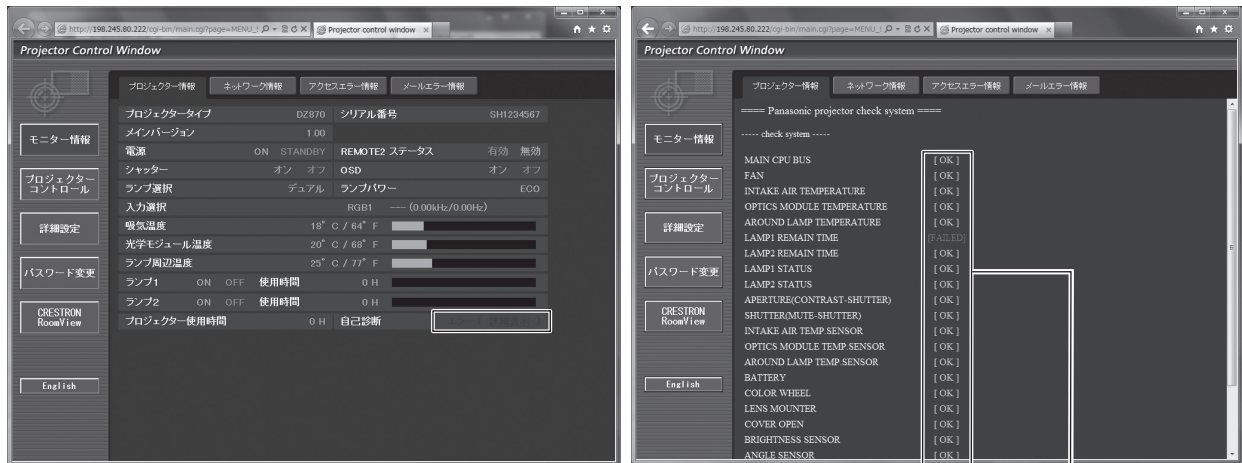 http://198.245.80.222/cgi-bin/main.cgi?page=MENU_
Projector control window
Projector Control Window
プロジェクター情報 ネットワーク情報 アクセスエラー情報 メールエラー情報
モニター情報
プロジェクター
コントロール
詳細設定
パスワード変更
CRESTRON
RoomView
English
プロジェクタータイプ DZ870 シリアル番号 SH1234567
メインバージョン 1.00
電源 ON STANDBY REMOTE2 ステータス 有効 無効
シャッター オン オフ OSD オン オフ
ランプ選択 デュアル ランプパワー ECO
入力選択 RGB1 --- (0.00kHz/0.00Hz)
吸気温度 18° C / 64° F
光学モジュール温度 20° C / 68° F
ランプ周辺温度 25° C / 77° F
ランプ1 ON OFF 使用時間 0 H
ランプ2 ON OFF 使用時間 0 H
プロジェクター使用時間 0 H 自己診断
http://198.245.80.222/cgi-bin/main.cgi?page=MENU_
Projector control window
Projector Control Window
プロジェクター情報 ネットワーク情報 アクセスエラー情報 メールエラー情報
モニター情報
プロジェクター
コントロール
詳細設定
パスワード変更
CRESTRON
RoomView
English
==== Panasonic projector check system ====
----- check system -----
MAIN CPU BUS [ OK ]
FAN [ OK ]
INTAKE AIR TEMPERATURE [ OK ]
OPTICS MODULE TEMPERATURE [ OK ]
AROUND LAMP TEMPERATURE [ OK ]
LAMP1 REMAIN TIME [FAILED]
LAMP2 REMAIN TIME [ OK ]
LAMP1 STATUS [ OK ]
LAMP2 STATUS [ OK ]
APERTURE(CONTRAST-SHUTTER) [ OK ]
SHUTTER(MUTE-SHUTTER) [ OK ]
INTAKE AIR TEMP.SENSOR [ OK ]
OPTICS MODULE TEMP.SENSOR [ OK ]
AROUND LAMP TEMP.SENSOR [ OK ]
BATTERY [ OK ]
COLOR WHEEL [ OK ]
LENS MOUNTER [ OK ]
COVER OPEN [ OK ]
BRIGHTNESS SENSOR [ OK ]
ANGLE SENSOR [ OK ]